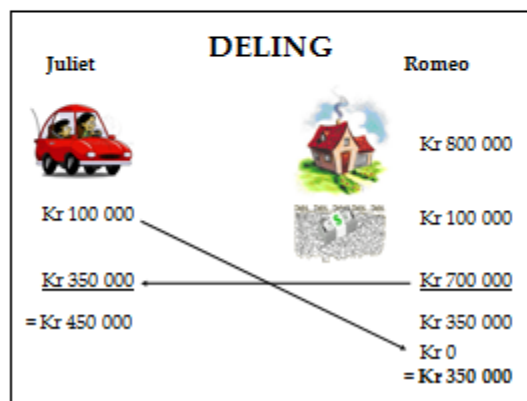 DELING
Juliet
Romeo
Kr 800 000
Kr 100 000
Kr 100 000
Kr 350 000
Kr 700 000
= Kr 450 000
Kr 350 000
Kr 0
= Kr 350 000